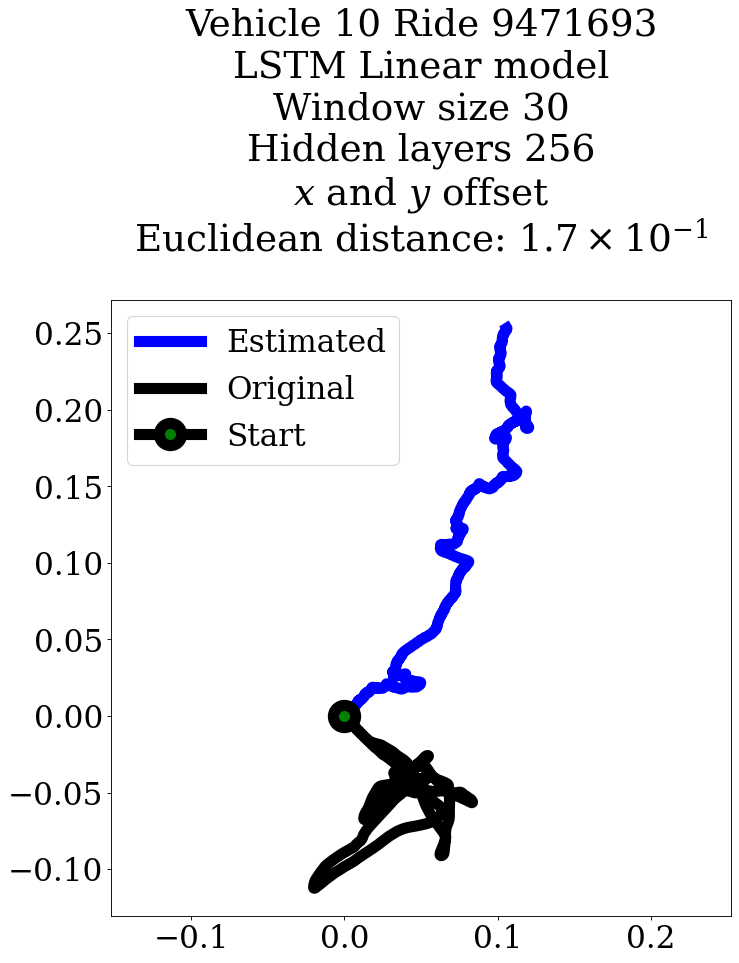 Vehicle 10 Ride 9471693
LSTM Linear model
Window size 30
Hidden layers 256
x and y offset
Euclidean distance: 1.7 × 10⁻¹
Estimated
Original
Start
0.25
0.20
0.15
0.10
0.05
0.00
−0.05
−0.10
−0.1 0.0 0.1 0.2